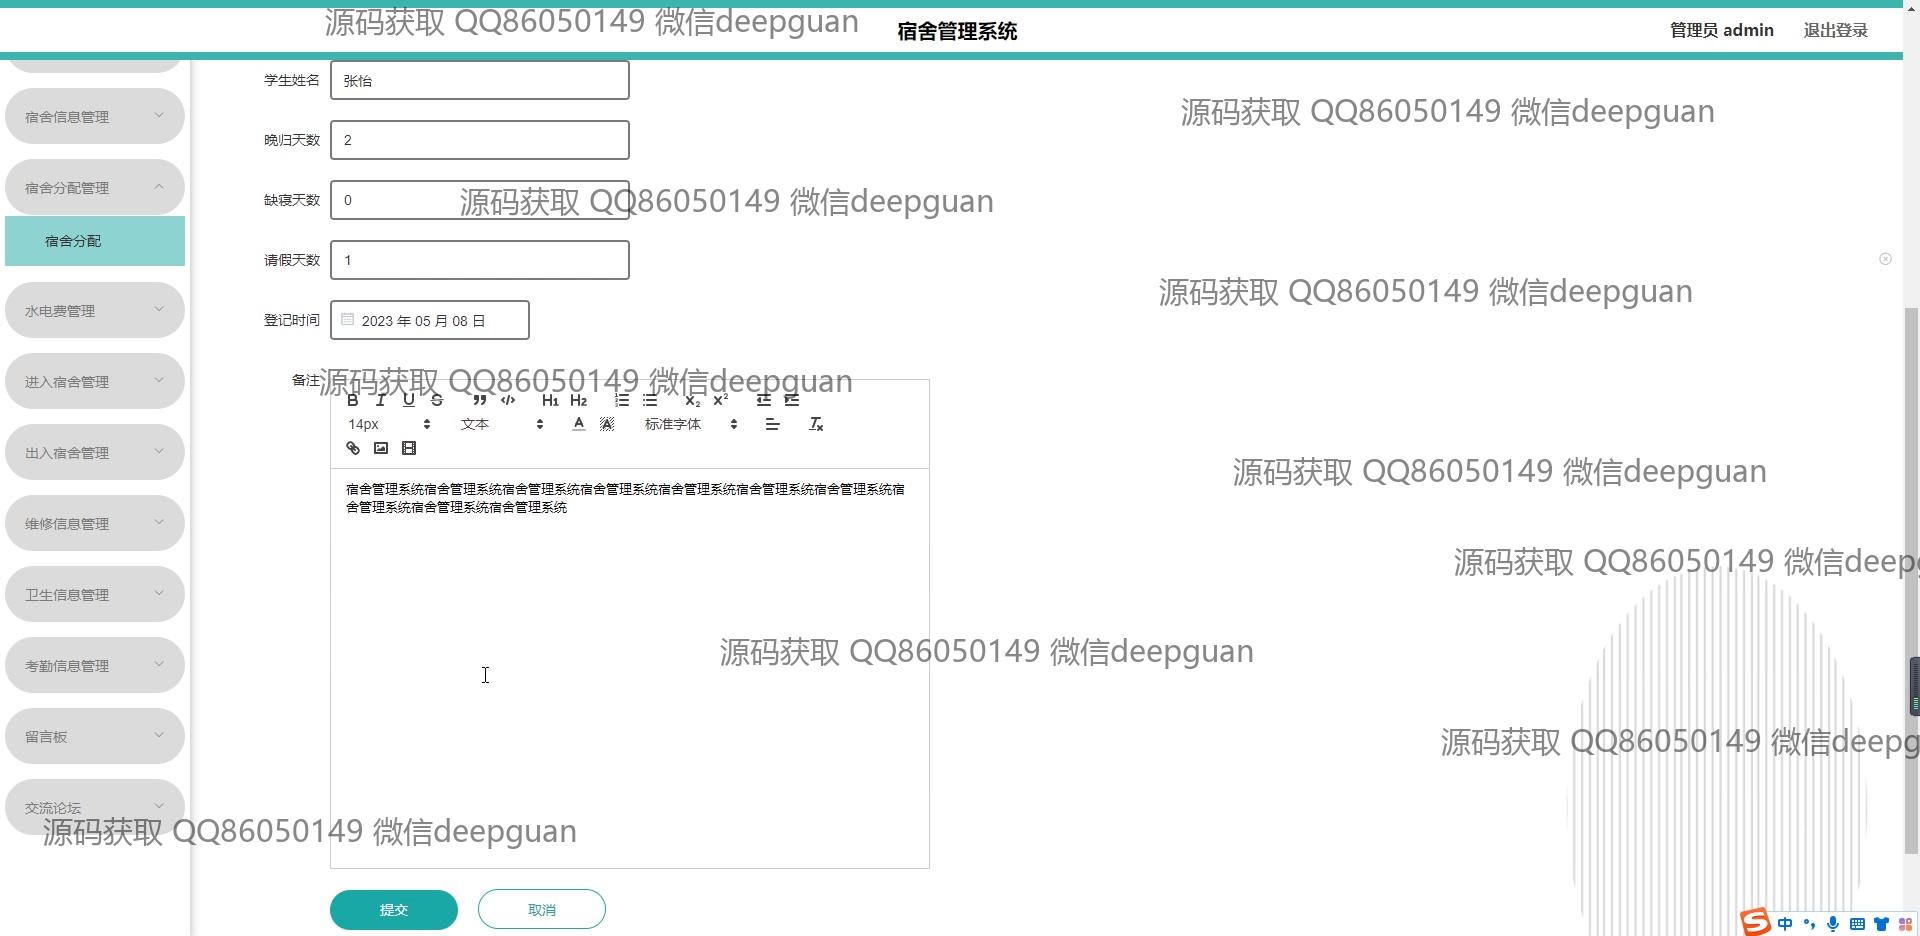 源码获取 QQ86050149 微信deepguan
宿舍管理系统
管理员 admin
退出登录
学生姓名 张怡
源码获取 QQ86050149 微信deepguan
宿舍信息管理
晚归天数 2
宿舍分配管理
缺寝天数 0
源码获取 QQ86050149 微信deepguan
宿舍分配
请假天数 1
源码获取 QQ86050149 微信deepguan
水电费管理
登记时间 2023 年 05 月 08 日
进入宿舍管理
备注
源码获取 QQ86050149 微信deepguan
B I U S H1 H2 X2 X2
14px 文本 A A 标准字体 Tx
出入宿舍管理
源码获取 QQ86050149 微信deepguan
宿舍管理系统宿舍管理系统宿舍管理系统宿舍管理系统宿舍管理系统宿舍管理系统宿舍管理系统宿
舍管理系统宿舍管理系统宿舍管理系统
维修信息管理
源码获取 QQ86050149 微信deepg
卫生信息管理
源码获取 QQ86050149 微信deepguan
考勤信息管理
留言板
源码获取 QQ86050149 微信deepg
交流论坛
源码获取 QQ86050149 微信deepguan
提交
取消
S 中